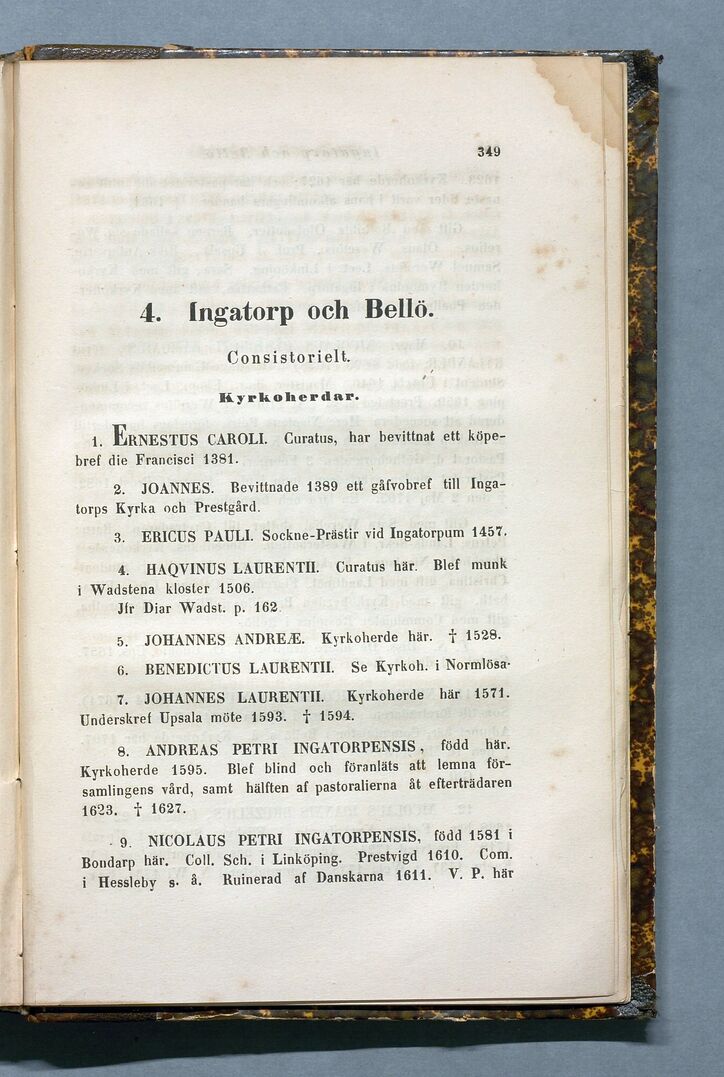 349
4. Ingatorp och Bellö.
Consistorielt.
Kyrkoherdar.
1. ERNESTUS CAROLI. Curatus, har bevittnat ett köpe-
bref die Francisci 1381.
2. JOANNES. Bevittnade 1389 ett gåfvobref till Inga-
torps Kyrka och Prestgård.
3. ERICUS PAULI. Sockne-Prästir vid Ingatorpum 1457.
4. HAQVINUS LAURENTII. Curatus här. Blef munk
i Wadstena kloster 1506.
Jfr Diar Wadst. p. 162.
5. JOHANNES ANDREÆ. Kyrkoherde här. † 1528.
6. BENEDICTUS LAURENTII. Se Kyrkoh. i Normlösa.
7. JOHANNES LAURENTII. Kyrkoherde här 1571.
Underskref Upsala möte 1593. † 1594.
8. ANDREAS PETRI INGATORPENSIS, född här.
Kyrkoherde 1595. Blef blind och föranläts att lemna för-
samlingens vård, samt hälften af pastoralierna åt efterträdaren
1623. † 1627.
9. NICOLAUS PETRI INGATORPENSIS, född 1581 i
Bondarp här. Coll. Sch. i Linköping. Prestvigd 1610. Com.
i Hessleby s. å. Ruinerad af Danskarna 1611. V. P. här